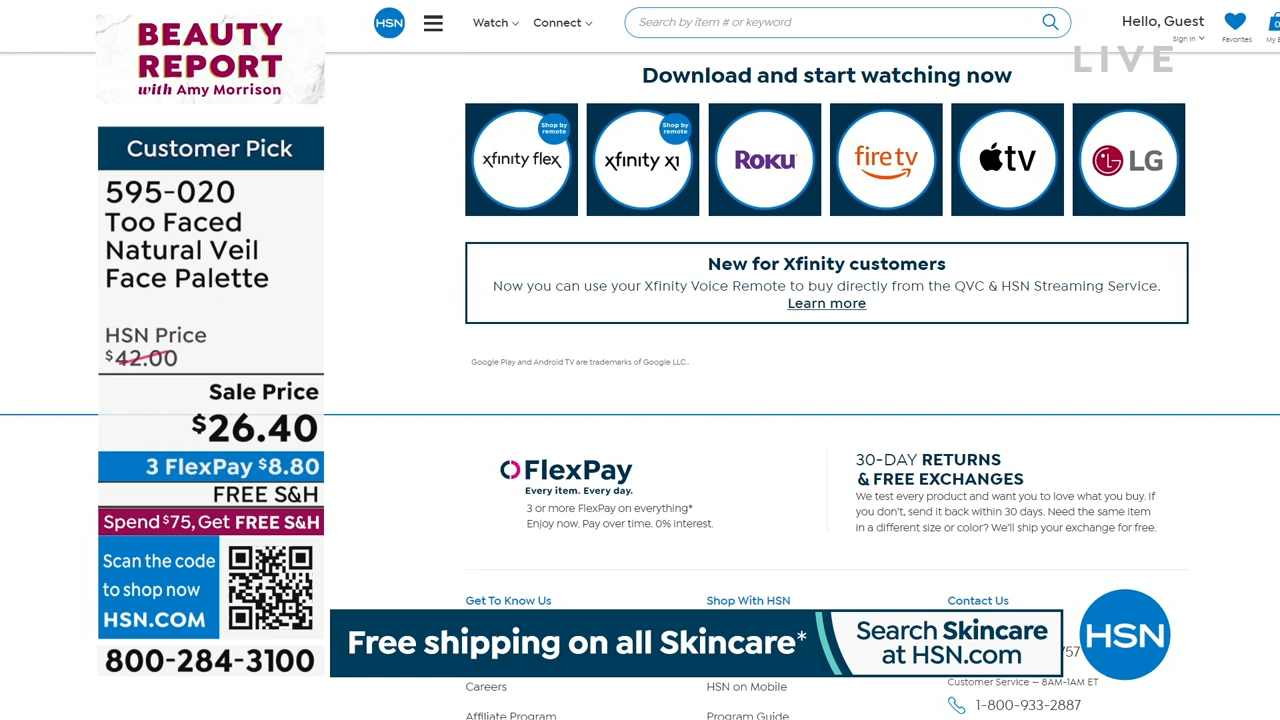 BEAUTY
REPORT
with Amy Morrison
Customer Pick
595-020
Too Faced
Natural Veil
Face Palette
HSN Price
$42.00
Sale Price
$26.40
3 FlexPay $8.80
FREE S&H
Spend $75, Get FREE S&H
Scan the code
to shop now
HSN.COM
800-284-3100
HSN
Watch
Connect
Search by item # or keyword
Hello, Guest
Sign In
Favorites
0
LIVE
Download and start watching now
Shop by
remote
xfinity flex
Shop by
remote
xfinity x1
Roku
fire tv
tv
LG
New for Xfinity customers
Now you can use your Xfinity Voice Remote to buy directly from the QVC & HSN Streaming Service.
Learn more
Google Play and Android TV are trademarks of Google LLC..
FlexPay
Every item. Every day.
3 or more FlexPay on everything*
Enjoy now. Pay over time. 0% interest.
30-DAY RETURNS
& FREE EXCHANGES
We test every product and want you to love what you buy. If
you don't, send it back within 30 days. Need the same item
in a different size or color? We'll ship your exchange for free.
Get To Know Us
Shop With HSN
Contact Us
Free shipping on all Skincare*
Search Skincare
at HSN.com
757
HSN
Careers
HSN on Mobile
Customer Service – 8AM-1AM ET
1-800-933-2887
Affiliate Program
Program Guide